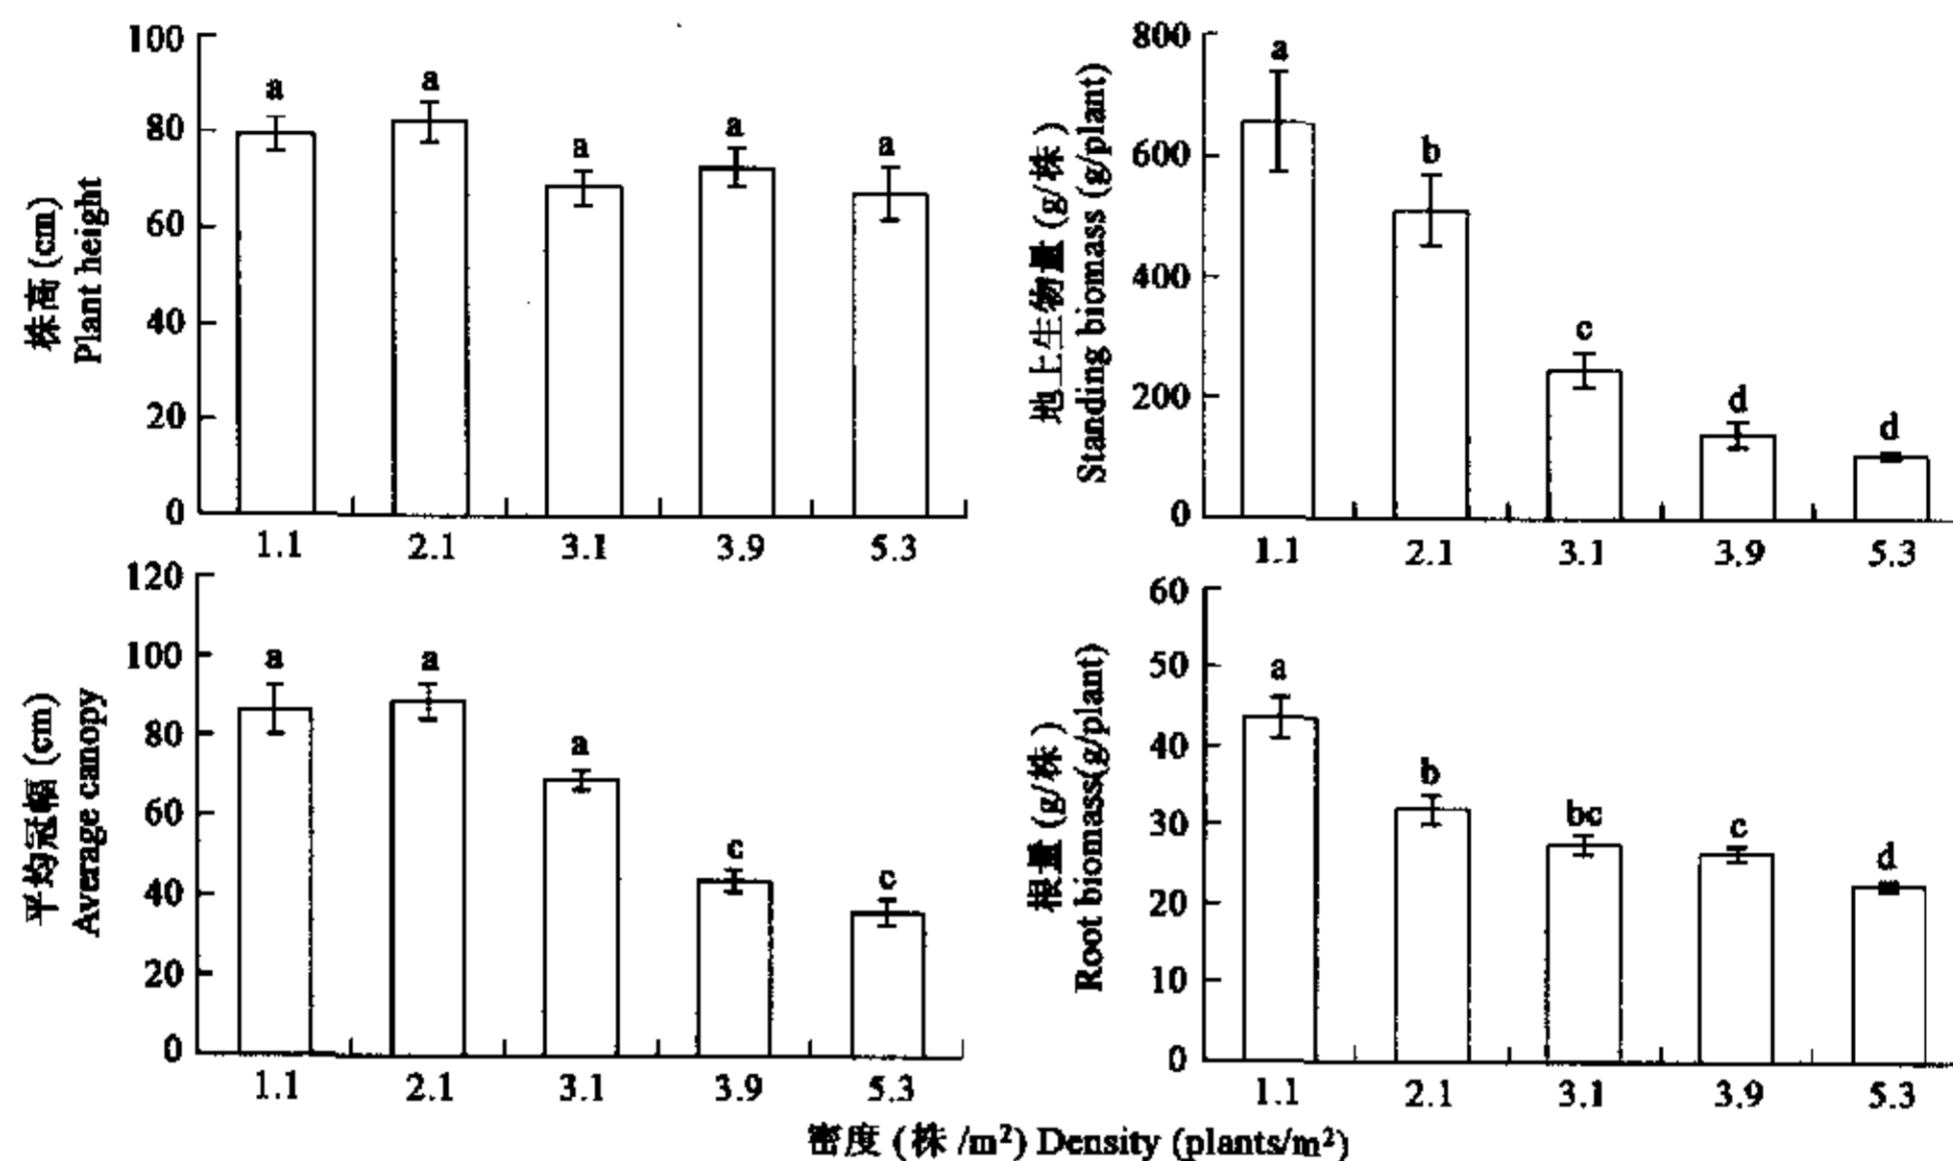 株高 (cm)
Plant height
100
80
60
40
20
0
a
a
a
a
a
1.1
2.1
3.1
3.9
5.3
地上生物量 (g/株)
Standing biomass (g/plant)
800
600
400
200
0
a
b
c
d
d
1.1
2.1
3.1
3.9
5.3
平均冠幅 (cm)
Average canopy
120
100
80
60
40
20
0
a
a
a
c
c
1.1
2.1
3.1
3.9
5.3
根量 (g/株)
Root biomass(g/plant)
60
50
40
30
20
10
0
a
b
bc
c
d
1.1
2.1
3.1
3.9
5.3
密度 (株 /m²) Density (plants/m²)